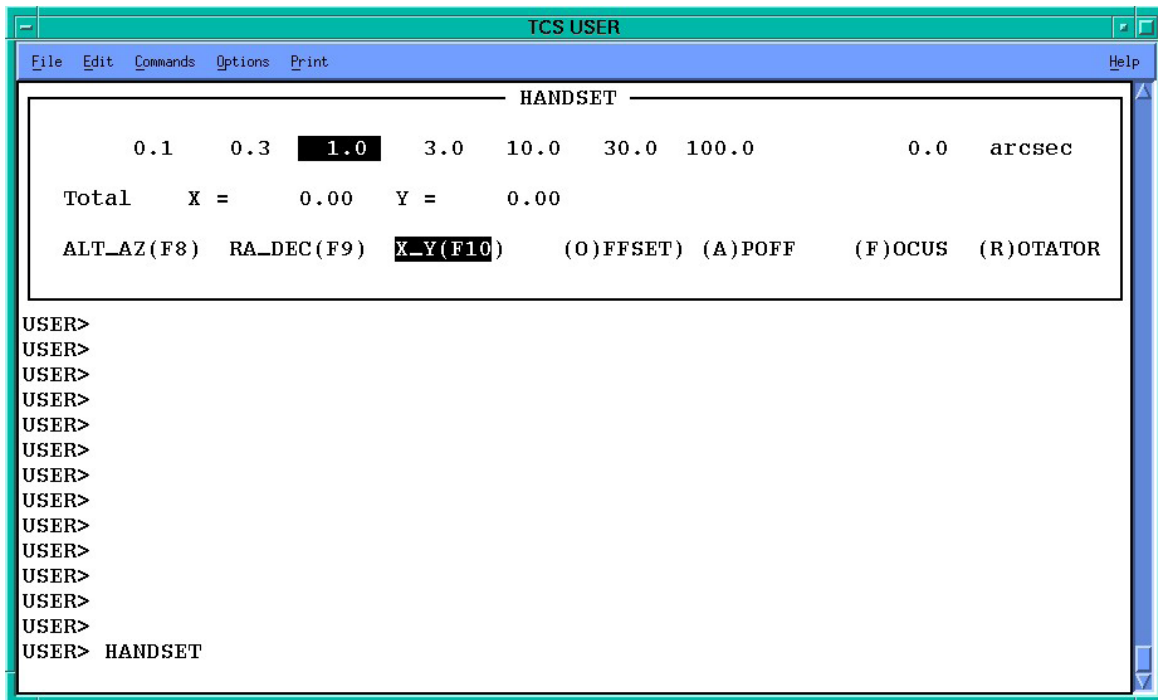 TCS USER
File Edit Commands Options Print Help
HANDSET
0.1 0.3 1.0 3.0 10.0 30.0 100.0 0.0 arcsec
Total X = 0.00 Y = 0.00
ALT_AZ(F8) RA_DEC(F9) X_Y(F10) (O)FFSET) (A)POFF (F)OCUS (R)OTATOR
USER>
USER>
USER>
USER>
USER>
USER>
USER>
USER>
USER>
USER>
USER>
USER>
USER>
USER> HANDSET